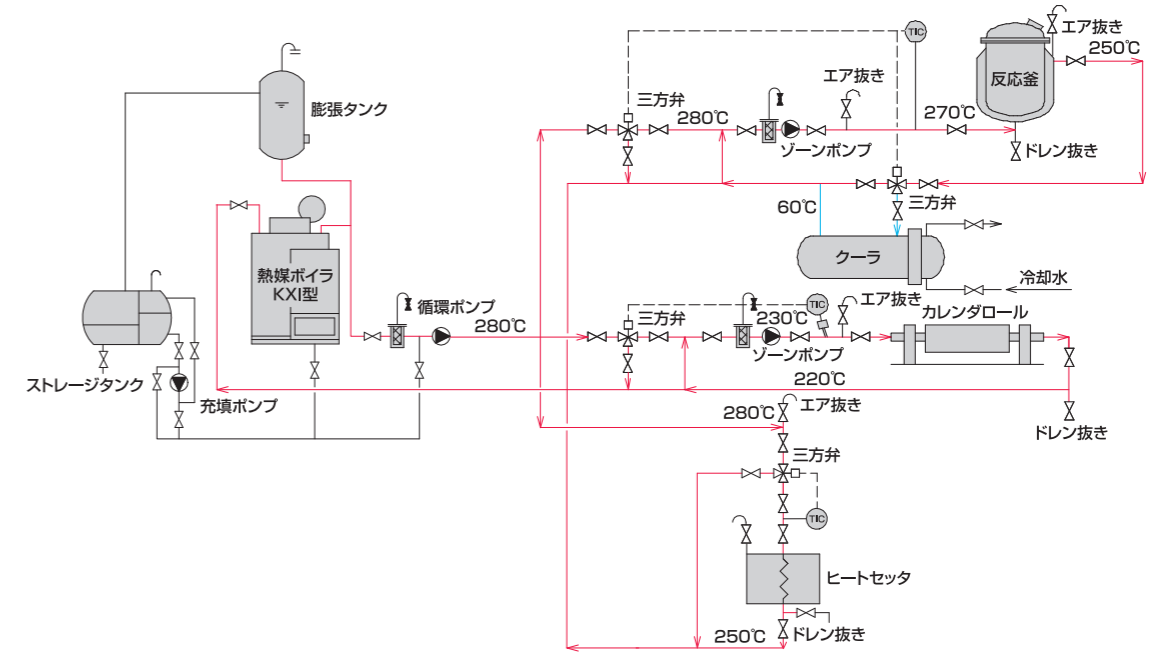 TIC
エア抜き
250℃
反応釜
エア抜き
三方弁
280℃
270℃
膨張タンク
ゾーンポンプ
ドレン抜き
60℃
三方弁
クーラ
熱媒ボイラ
KXI型
冷却水
循環ポンプ
280℃
三方弁
TIC
230℃
エア抜き
カレンダロール
ゾーンポンプ
ストレージタンク
充填ポンプ
220℃
280℃
エア抜き
ドレン抜き
三方弁
TIC
ヒートセッタ
250℃
ドレン抜き